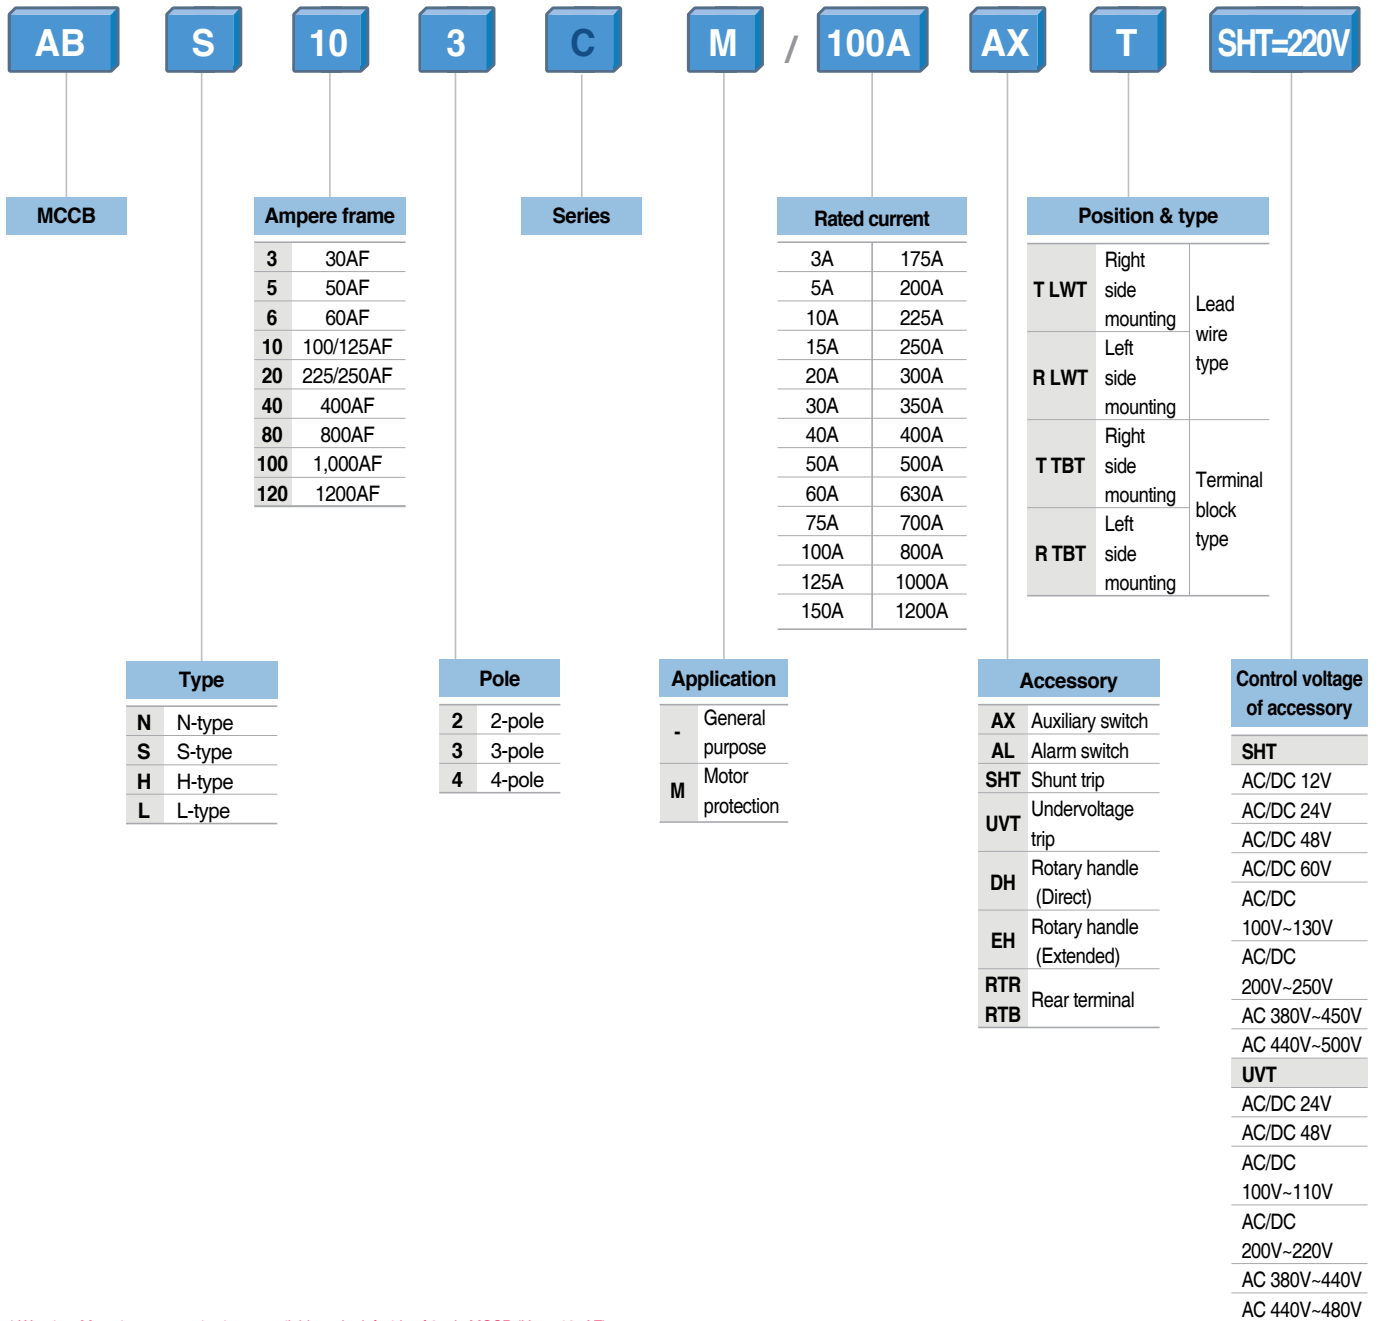 AB S 10 3 C M / 100A AX T SHT=220V
MCCB
Ampere frame
3 30AF
5 50AF
6 60AF
10 100/125AF
20 225/250AF
40 400AF
80 800AF
100 1,000AF
120 1200AF
Series
Rated current
3A 175A
5A 200A
10A 225A
15A 250A
20A 300A
30A 350A
40A 400A
50A 500A
60A 630A
75A 700A
100A 800A
125A 1000A
150A 1200A
Position & type
T LWT Right
side
mounting
R LWT Left
side
mounting
Lead
wire
type
T TBT Right
side
mounting
R TBT Left
side
mounting
Terminal
block
type
Type
N N-type
S S-type
H H-type
L L-type
Pole
2 2-pole
3 3-pole
4 4-pole
Application
- General
purpose
M Motor
protection
Accessory
AX Auxiliary switch
AL Alarm switch
SHT Shunt trip
UVT Undervoltage
trip
DH Rotary handle
(Direct)
EH Rotary handle
(Extended)
RTR
RTB
Rear terminal
Control voltage
of accessory
SHT
AC/DC 12V
AC/DC 24V
AC/DC 48V
AC/DC 60V
AC/DC
100V~130V
AC/DC
200V~250V
AC 380V~450V
AC 440V~500V
UVT
AC/DC 24V
AC/DC 48V
AC/DC
100V~110V
AC/DC
200V~220V
AC 380V~440V
AC 440V~480V